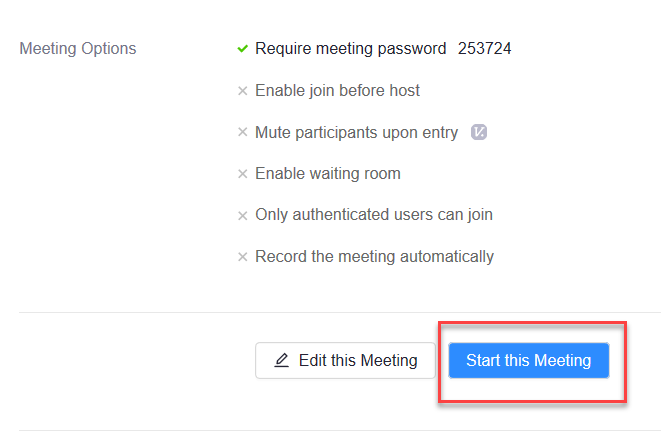 Meeting Options
Require meeting password 253724
Enable join before host
Mute participants upon entry
Enable waiting room
Only authenticated users can join
Record the meeting automatically
Edit this Meeting
Start this Meeting